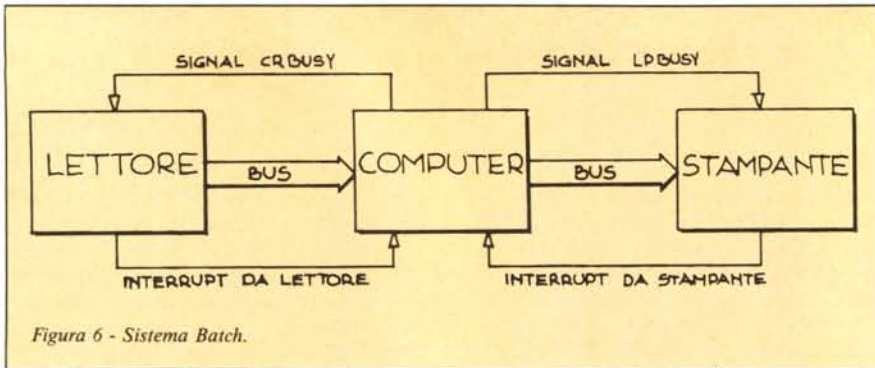 SIGNAL CRBUSY
SIGNAL LPBUSY
LETTORE
BUS
COMPUTER
BUS
STAMPANTE
INTERRUPT DA LETTORE
INTERRUPT DA STAMPANTE
Figura 6 - Sistema Batch.